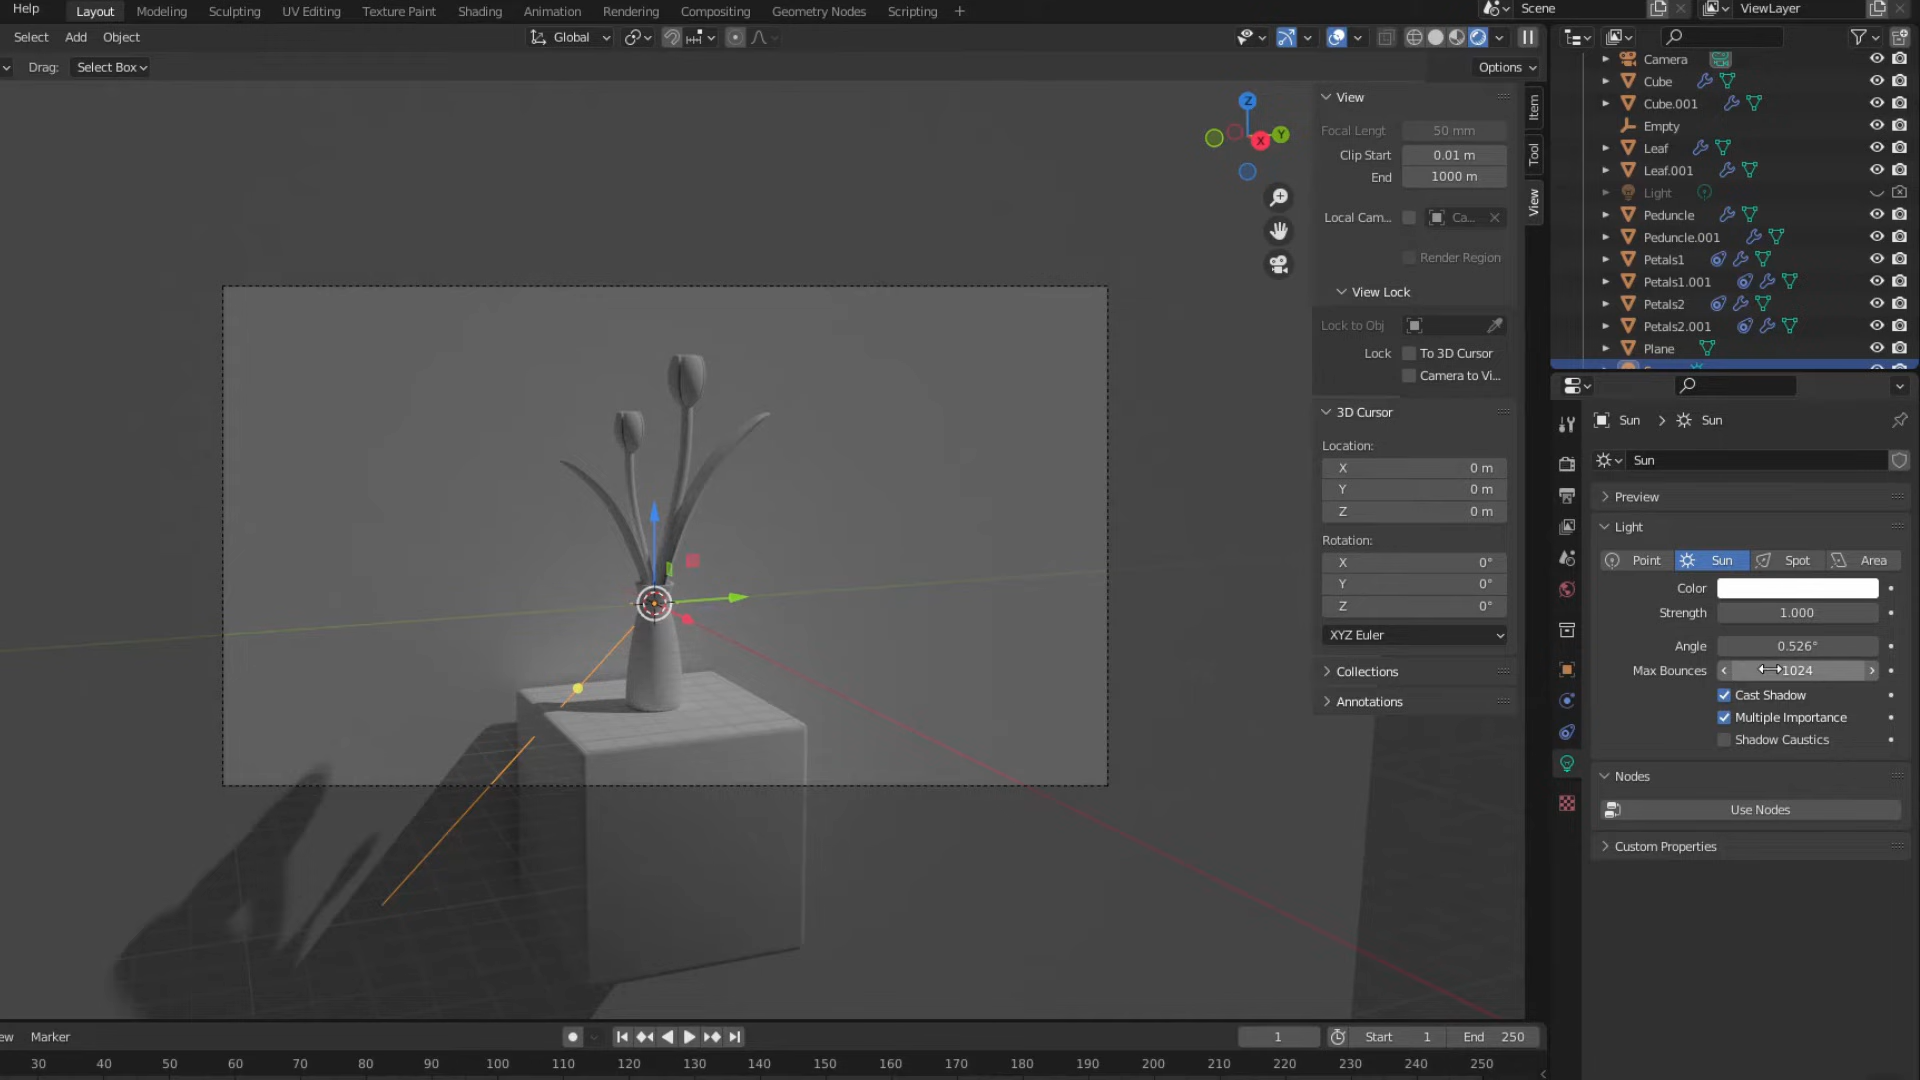 Help
Layout Modeling Sculpting UV Editing Texture Paint Shading Animation Rendering Compositing Geometry Nodes Scripting +
Scene
ViewLayer
Select Add Object
Global
Drag: Select Box
Options
View
Focal Lengt 50 mm
Clip Start 0.01 m
End 1000 m
Local Cam... Ca...
Render Region
View Lock
Lock to Obj
Lock To 3D Cursor
Camera to Vi...
3D Cursor
Location:
X 0 m
Y 0 m
Z 0 m
Rotation:
X 0°
Y 0°
Z 0°
XYZ Euler
Collections
Annotations
Item
Tool
View
Z
Y
X
Camera
Cube
Cube.001
Empty
Leaf
Leaf.001
Light
Peduncle
Peduncle.001
Petals1
Petals1.001
Petals2
Petals2.001
Plane
Sun > Sun
Sun
Preview
Light
Point Sun Spot Area
Color
Strength 1.000
Angle 0.526°
Max Bounces 1024
Cast Shadow
Multiple Importance
Shadow Caustics
Nodes
Use Nodes
Custom Properties
ew Marker
1 Start 1 End 250
30 40 50 60 70 80 90 100 110 120 130 140 150 160 170 180 190 200 210 220 230 240 250